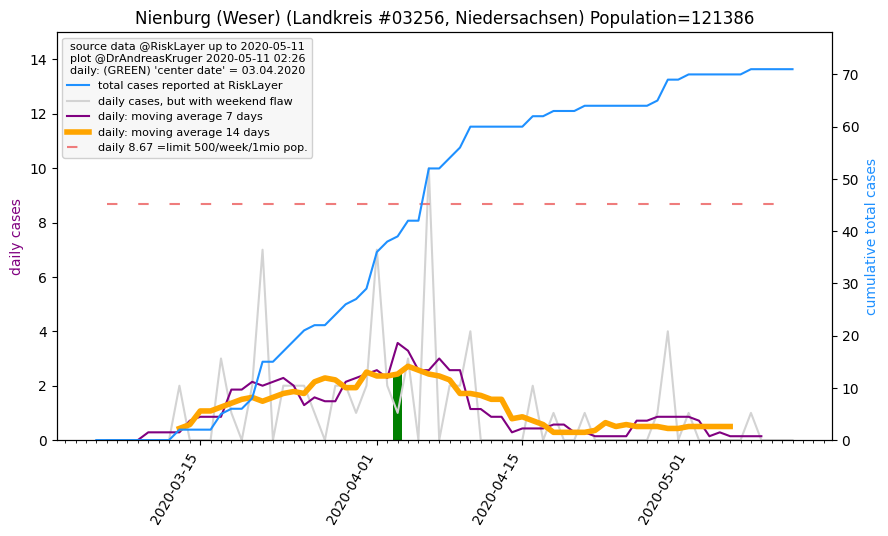 Nienburg (Weser) (Landkreis #03256, Niedersachsen) Population=121386
source data @RiskLayer up to 2020-05-11
plot @DrAndreasKruger 2020-05-11 02:26
daily: (GREEN) 'center date' = 03.04.2020
total cases reported at RiskLayer
daily cases, but with weekend flaw
daily: moving average 7 days
daily: moving average 14 days
daily 8.67 =limit 500/week/1mio pop.
daily cases
14
12
10
8
6
4
2
0
70
60
50
40
30
20
10
0
cumulative total cases
2020-03-15
2020-04-01
2020-04-15
2020-05-01